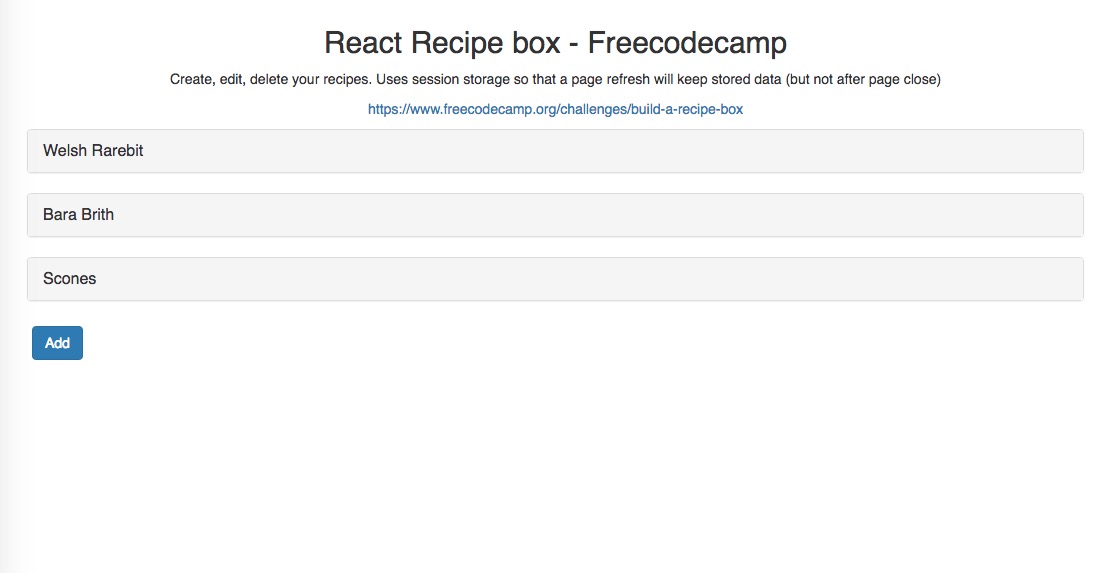 React Recipe box - Freecodecamp
Create, edit, delete your recipes. Uses session storage so that a page refresh will keep stored data (but not after page close)
https://www.freecodecamp.org/challenges/build-a-recipe-box
Welsh Rarebit
Bara Brith
Scones
Add